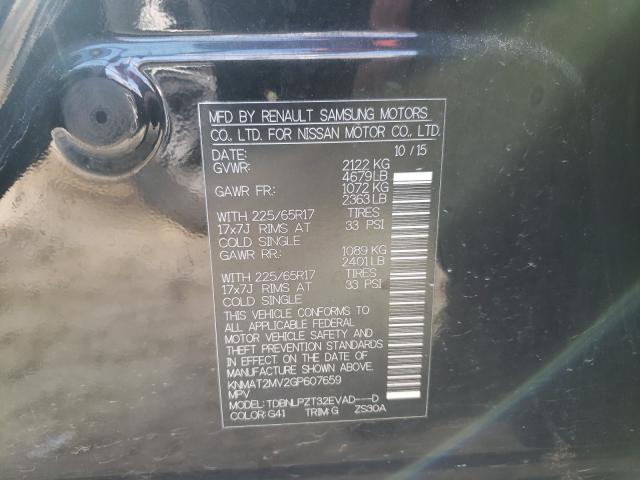 MFD BY RENAULT SAMSUNG MOTORS
CO., LTD. FOR NISSAN MOTOR CO., LTD.
DATE: 10 / 15
GVWR: 2122 KG
4679 LB
GAWR FR: 1072 KG
2363 LB
WITH 225/65R17 TIRES
17x7J RIMS AT 33 PSI
COLD SINGLE
GAWR RR: 1089 KG
2401 LB
WITH 225/65R17 TIRES
17x7J RIMS AT 33 PSI
COLD SINGLE
THIS VEHICLE CONFORMS TO
ALL APPLICABLE FEDERAL
MOTOR VEHICLE SAFETY AND
THEFT PREVENTION STANDARDS
IN EFFECT ON THE DATE OF
MANUFACTURE SHOWN ABOVE.
KNMAT2MV2GP607659
MPV
MODEL: TDBNLPZT32EVAD---D
COLOR: G41 TRIM: G ZS30A